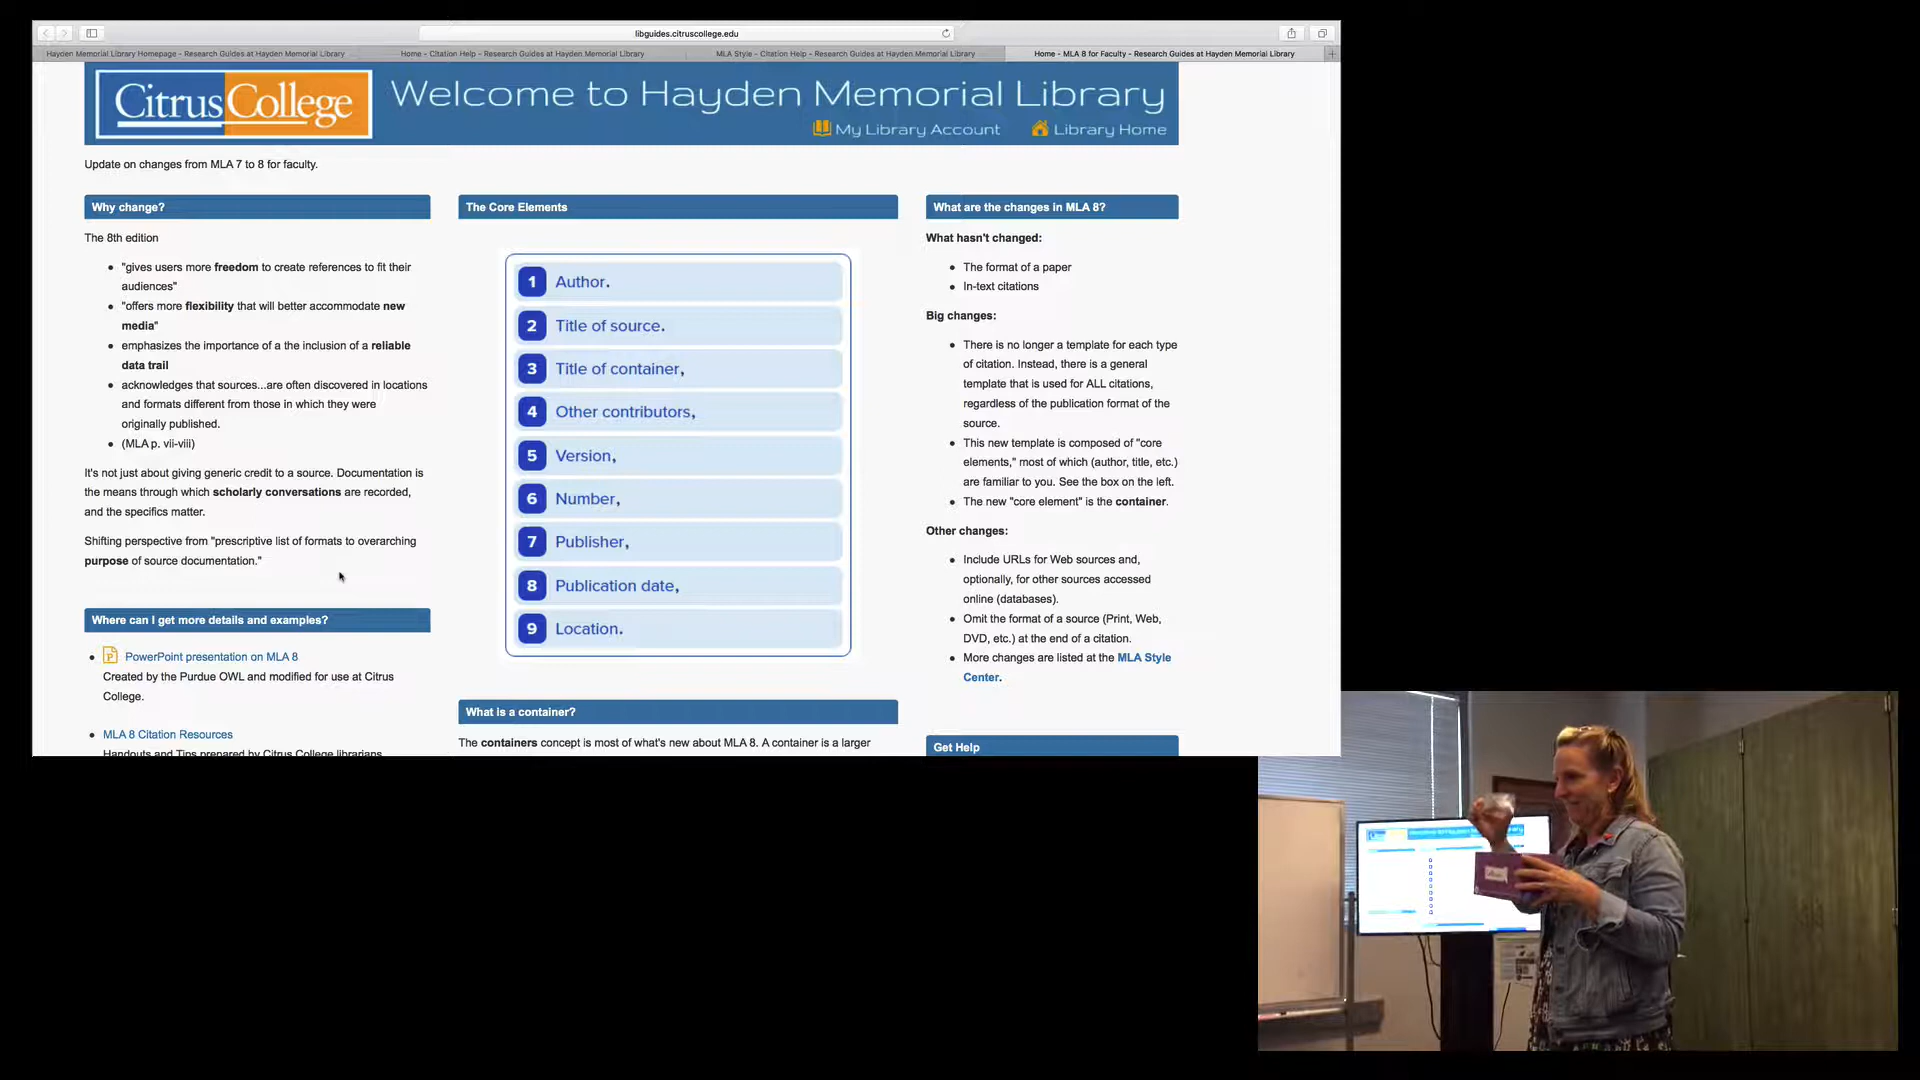 libguides.citruscollege.edu
Hayden Memorial Library Homepage - Research Guides at Hayden Memorial Library
Home - Citation Help - Research Guides at Hayden Memorial Library
MLA Style - Citation Help - Research Guides at Hayden Memorial Library
Home - MLA 8 for Faculty - Research Guides at Hayden Memorial Library
CitrusCollege
Welcome to Hayden Memorial Library
My Library Account
Library Home
Update on changes from MLA 7 to 8 for faculty.
Why change?
The 8th edition
"gives users more freedom to create references to fit their
audiences"
"offers more flexibility that will better accommodate new
media"
emphasizes the importance of a the inclusion of a reliable
data trail
acknowledges that sources...are often discovered in locations
and formats different from those in which they were
originally published.
(MLA p. vii-viii)
It's not just about giving generic credit to a source. Documentation is
the means through which scholarly conversations are recorded,
and the specifics matter.
Shifting perspective from "prescriptive list of formats to overarching
purpose of source documentation."
Where can I get more details and examples?
PowerPoint presentation on MLA 8
Created by the Purdue OWL and modified for use at Citrus
College.
MLA 8 Citation Resources
Handouts and Tips prepared by Citrus College librarians
The Core Elements
1 Author.
2 Title of source.
3 Title of container,
4 Other contributors,
5 Version,
6 Number,
7 Publisher,
8 Publication date,
9 Location.
What is a container?
The containers concept is most of what's new about MLA 8. A container is a larger
What are the changes in MLA 8?
What hasn't changed:
The format of a paper
In-text citations
Big changes:
There is no longer a template for each type
of citation. Instead, there is a general
template that is used for ALL citations,
regardless of the publication format of the
source.
This new template is composed of "core
elements," most of which (author, title, etc.)
are familiar to you. See the box on the left.
The new "core element" is the container.
Other changes:
Include URLs for Web sources and,
optionally, for other sources accessed
online (databases).
Omit the format of a source (Print, Web,
DVD, etc.) at the end of a citation.
More changes are listed at the MLA Style
Center.
Get Help